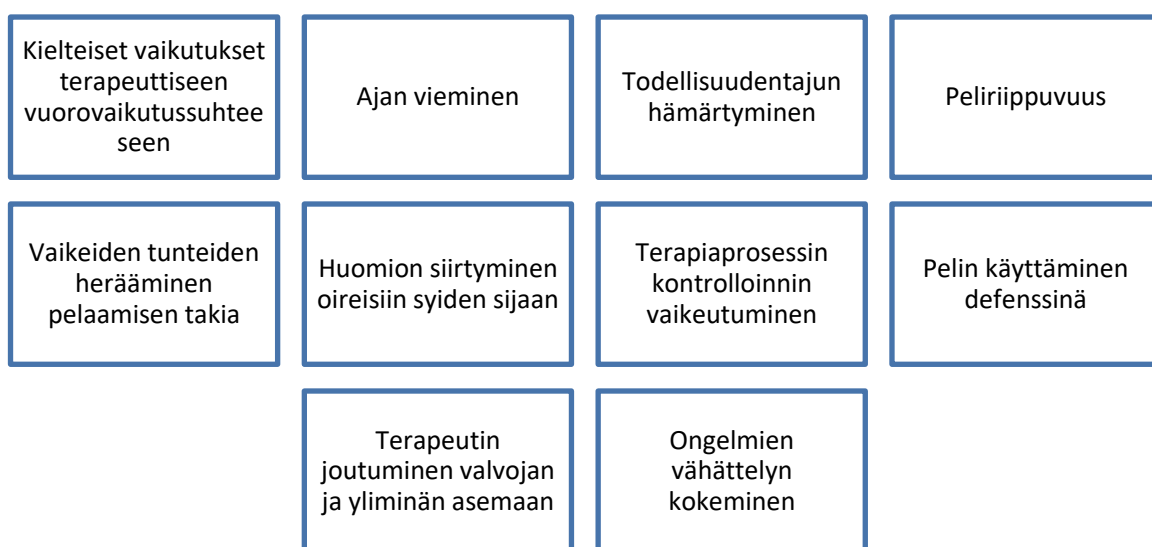 Kielteiset vaikutukset
terapeuttiseen
vuorovaikutussuhtee
seen
Ajan vieminen
Todellisuudentajun
hämärtyminen
Peliriippuvuus
Vaikeiden tunteiden
herääminen
pelaamisen takia
Huomion siirtyminen
oireisiin syiden sijaan
Terapiaprosessin
kontrolloinnin
vaikeutuminen
Pelin käyttäminen
defenssinä
Terapeutin
joutuminen valvojan
ja yliminän asemaan
Ongelmien
vähättelyn
kokeminen